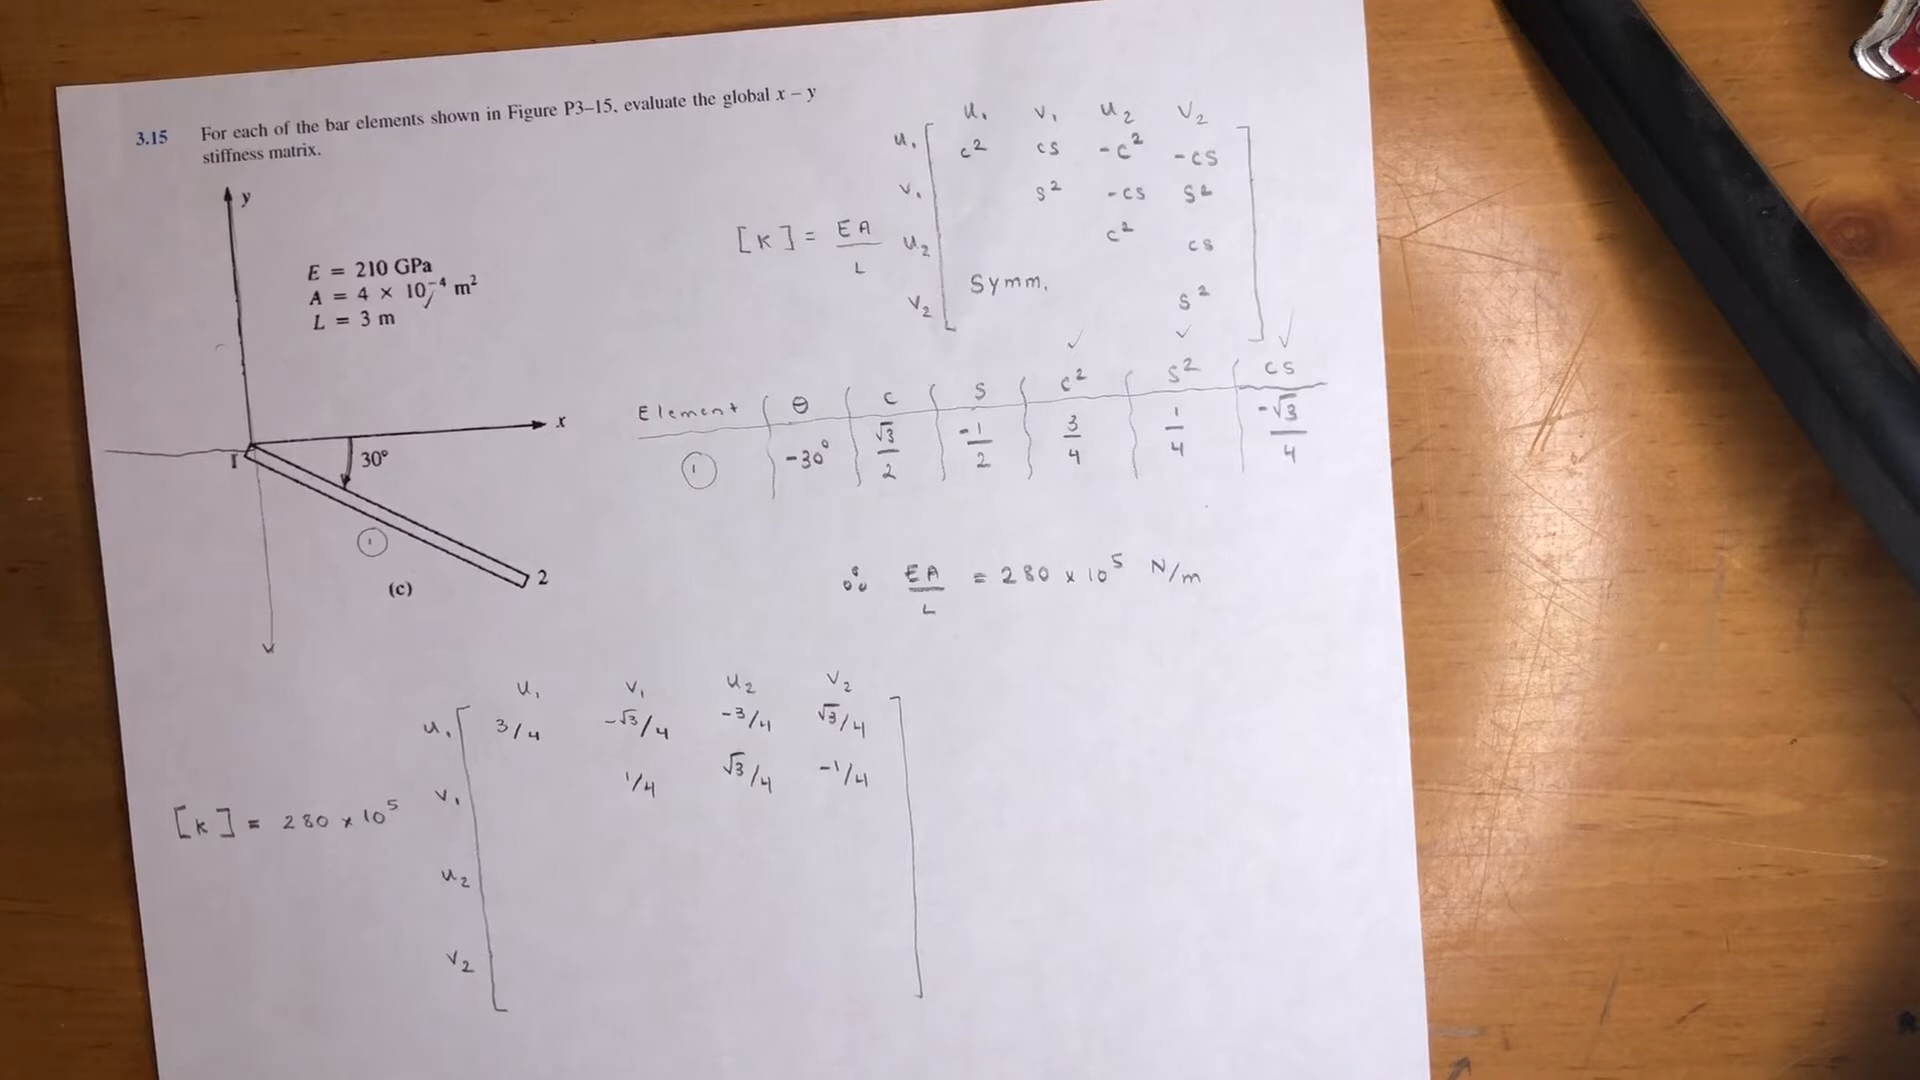 3.15 For each of the bar elements shown in Figure P3–15, evaluate the global x – y
stiffness matrix.
y
E = 210 GPa
A = 4 × 10⁻⁴ m²
L = 3 m
x
1
30°
①
2
(c)
u₁ v₁ u₂ v₂
u₁ c² cs -c² -cs
v₁ s² -cs s²
[K] = EA/L
u₂ c² cs
v₂ Symm. s²
✓ ✓ ✓
Element θ c s c² s² cs
① -30° √3/2 -1/2 3/4 1/4 -√3/4
∴ EA/L = 280 × 10⁵ N/m
u₁ v₁ u₂ v₂
u₁ 3/4 -√3/4 -3/4 √3/4
v₁ 1/4 √3/4 -1/4
[K] = 280 × 10⁵
u₂
v₂